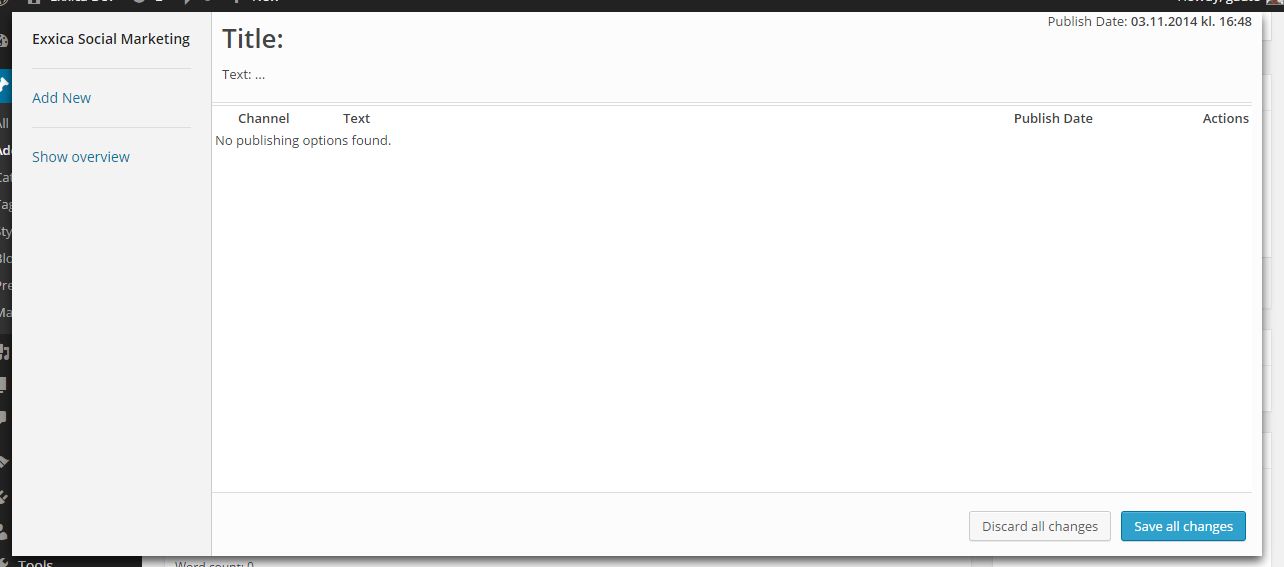 Exxica Social Marketing
Add New
Show overview
Publish Date: 03.11.2014 kl. 16:48
Title:
Text: ...
Channel Text Publish Date Actions
No publishing options found.
Discard all changes Save all changes
Tools
Word count: 0